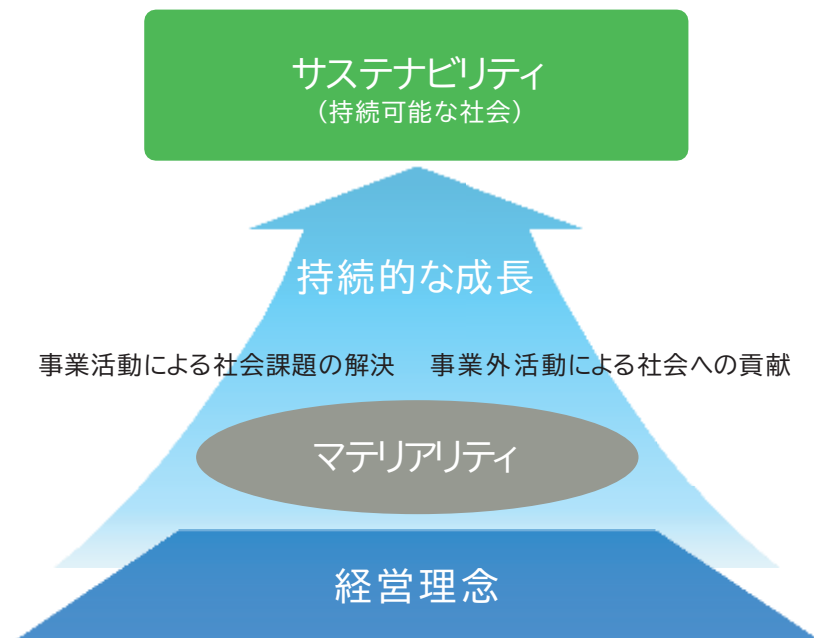 サステナビリティ
（持続可能な社会）
持続的な成長
事業活動による社会課題の解決　事業外活動による社会への貢献
マテリアリティ
経営理念